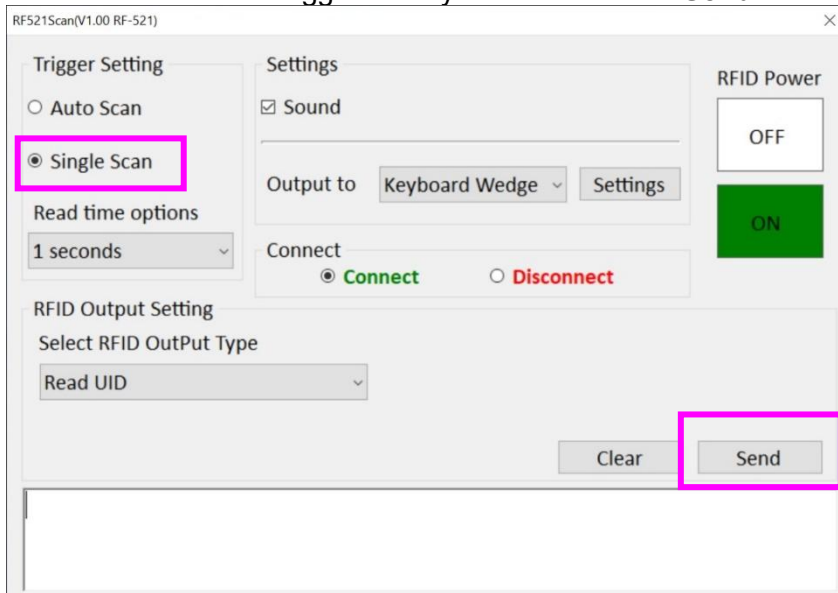 RF521Scan(V1.00 RF-521)
Trigger Setting
Auto Scan
Single Scan
Read time options
1 seconds
Settings
Sound
Output to Keyboard Wedge Settings
Connect
Connect Disconnect
RFID Power
OFF
ON
RFID Output Setting
Select RFID OutPut Type
Read UID
Clear Send